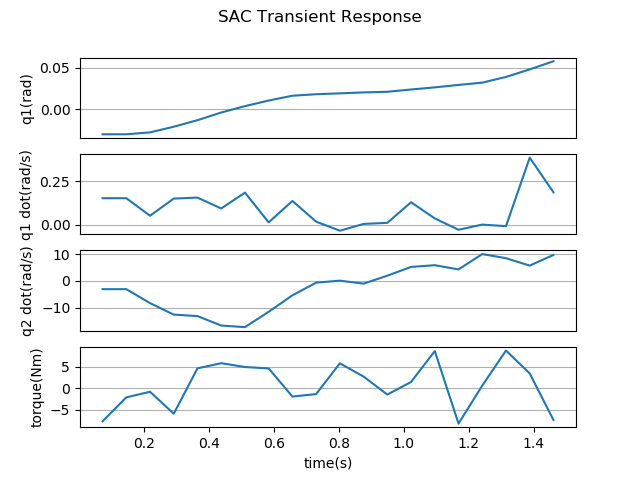 SAC Transient Response
q1(rad)
0.05
0.00
q1 dot(rad/s)
0.25
0.00
q2 dot(rad/s)
10
0
−10
torque(Nm)
5
0
−5
0.2 0.4 0.6 0.8 1.0 1.2 1.4
time(s)